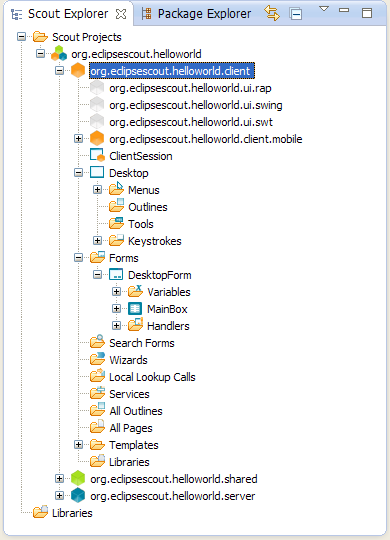 Scout Explorer Package Explorer
Scout Projects
org.eclipsescout.helloworld
org.eclipsescout.helloworld.client
org.eclipsescout.helloworld.ui.rap
org.eclipsescout.helloworld.ui.swing
org.eclipsescout.helloworld.ui.swt
org.eclipsescout.helloworld.client.mobile
ClientSession
Desktop
Menus
Outlines
Tools
Keystrokes
Forms
DesktopForm
Variables
MainBox
Handlers
Search Forms
Wizards
Local Lookup Calls
Services
All Outlines
All Pages
Templates
Libraries
org.eclipsescout.helloworld.shared
org.eclipsescout.helloworld.server
Libraries